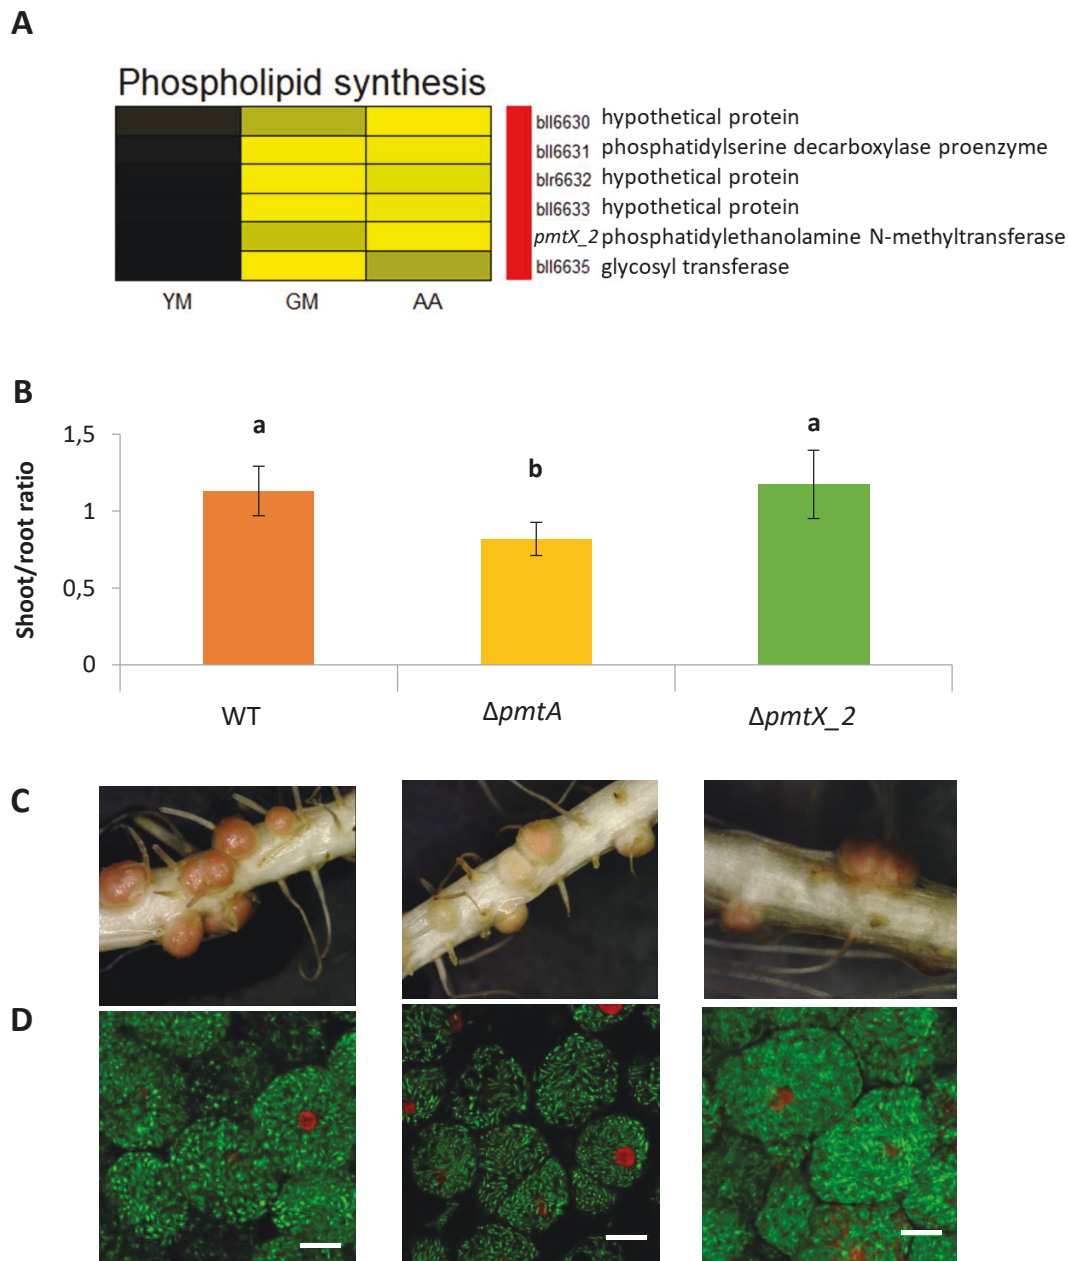 A
Phospholipid synthesis
bll6630 hypothetical protein
bll6631 phosphatidylserine decarboxylase proenzyme
blr6632 hypothetical protein
bll6633 hypothetical protein
pmtX_2 phosphatidylethanolamine N-methyltransferase
bll6635 glycosyl transferase
YM GM AA
B
a
b
a
1,5
1
0,5
0
Shoot/root ratio
WT ΔpmtA ΔpmtX_2
C
D